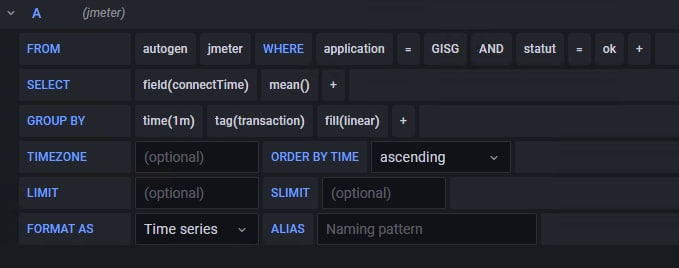 A (jmeter)
FROM autogen jmeter WHERE application = GISG AND statut = ok +
SELECT field(connectTime) mean() +
GROUP BY time(1m) tag(transaction) fill(linear) +
TIMEZONE (optional) ORDER BY TIME ascending
LIMIT (optional) SLIMIT (optional)
FORMAT AS Time series ALIAS Naming pattern